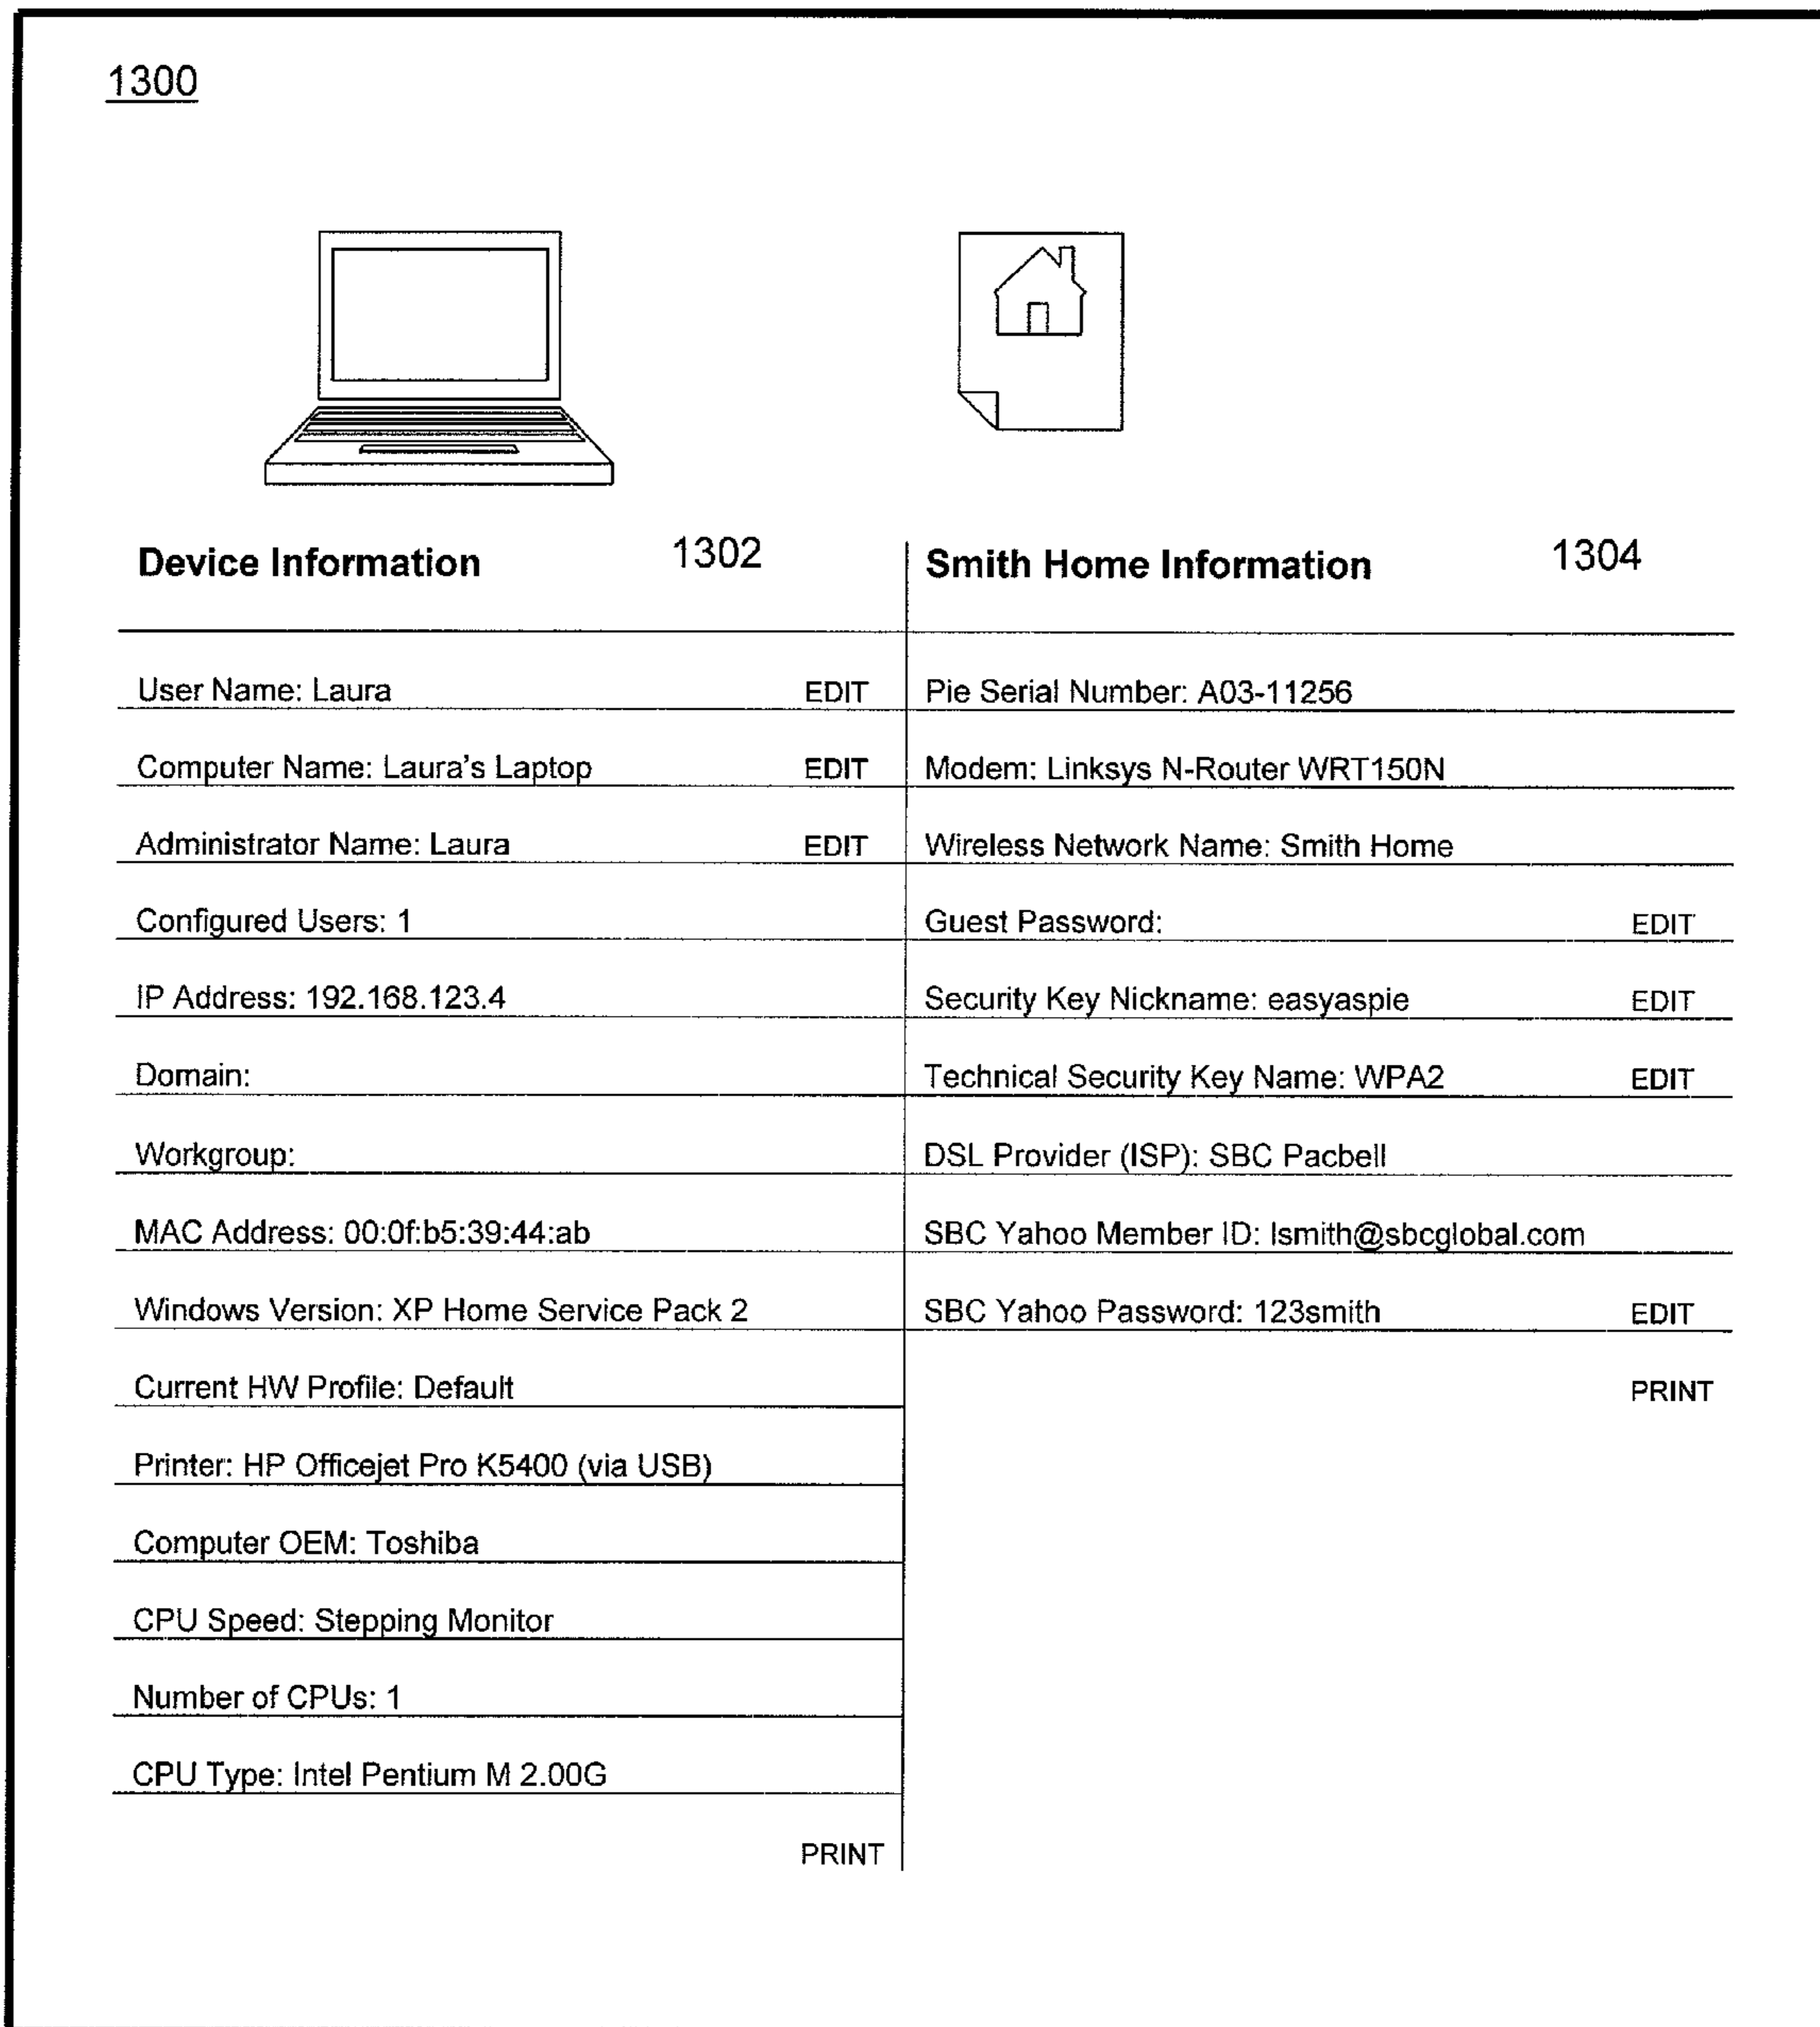 1300
Device Information 1302
User Name: Laura EDIT
Computer Name: Laura's Laptop EDIT
Administrator Name: Laura EDIT
Configured Users: 1
IP Address: 192.168.123.4
Domain:
Workgroup:
MAC Address: 00:0f:b5:39:44:ab
Windows Version: XP Home Service Pack 2
Current HW Profile: Default
Printer: HP Officejet Pro K5400 (via USB)
Computer OEM: Toshiba
CPU Speed: Stepping Monitor
Number of CPUs: 1
CPU Type: Intel Pentium M 2.00G
PRINT
Smith Home Information 1304
Pie Serial Number: A03-11256
Modem: Linksys N-Router WRT150N
Wireless Network Name: Smith Home
Guest Password: EDIT
Security Key Nickname: easyaspie EDIT
Technical Security Key Name: WPA2 EDIT
DSL Provider (ISP): SBC Pacbell
SBC Yahoo Member ID: lsmith@sbcglobal.com
SBC Yahoo Password: 123smith EDIT
PRINT